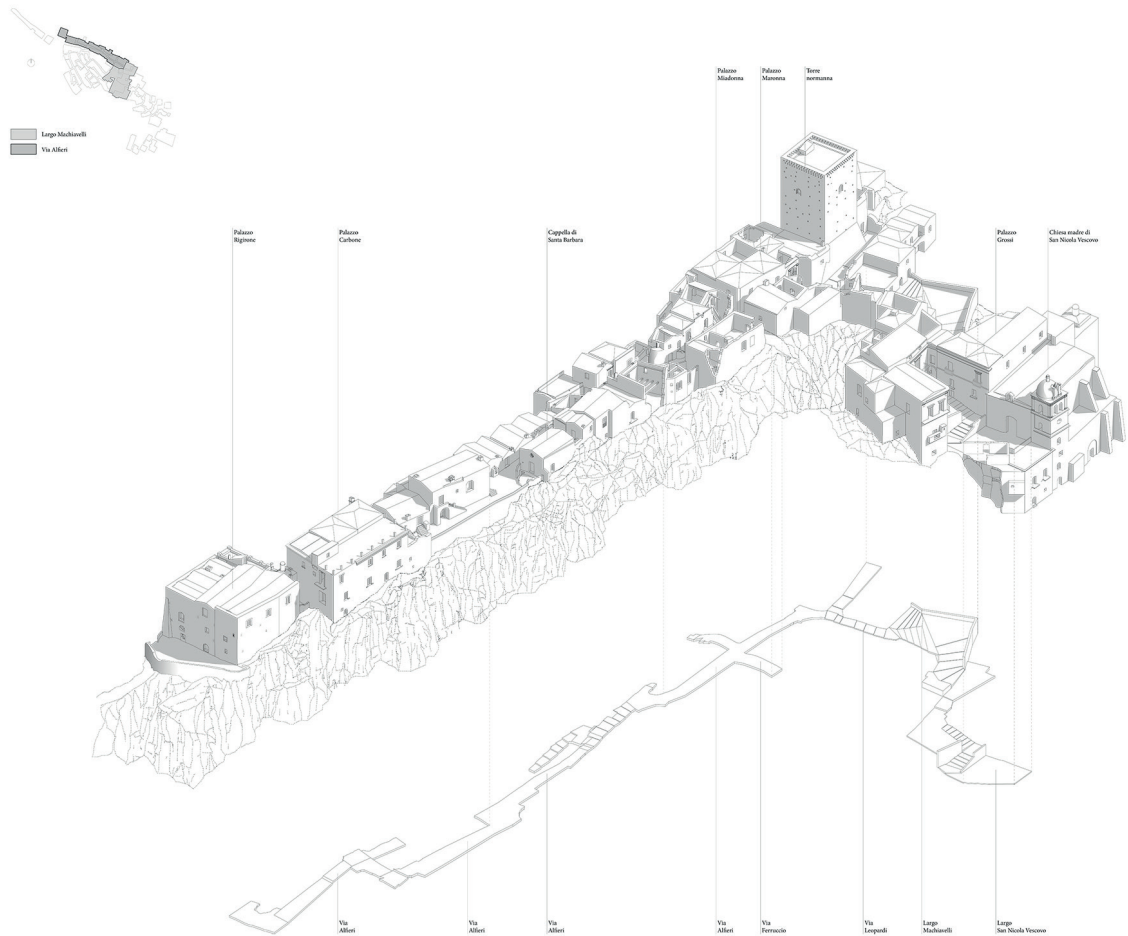 Largo Machiavelli
Via Alfieri
Palazzo
Miadonna
Palazzo
Maronna
Torre
normanna
Palazzo
Rigirone
Palazzo
Carbone
Cappella di
Santa Barbara
Palazzo
Grossi
Chiesa madre di
San Nicola Vescovo
Via
Alfieri
Via
Alfieri
Via
Alfieri
Via
Alfieri
Via
Ferruccio
Via
Leopardi
Largo
Machiavelli
Largo
San Nicola Vescovo